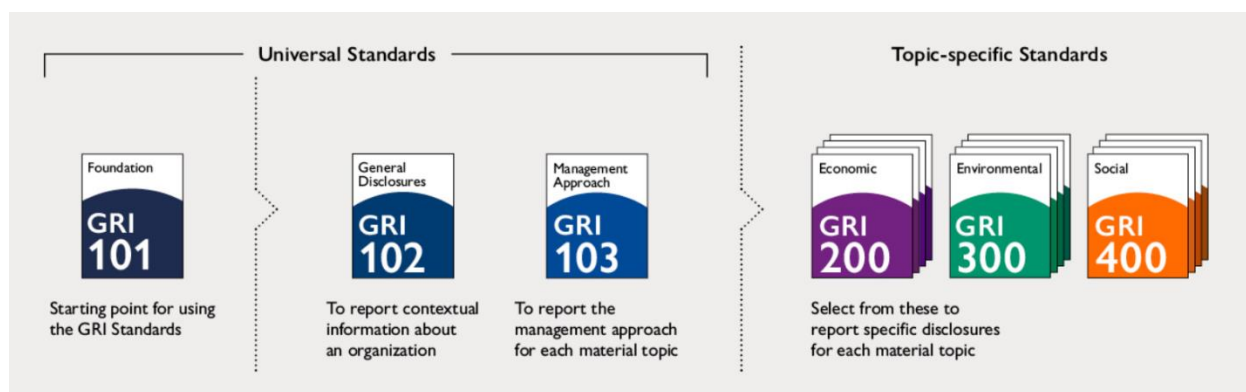 Universal Standards
Topic-specific Standards
Foundation
GRI
101
Starting point for using
the GRI Standards
General
Disclosures
GRI
102
To report contextual
information about
an organization
Management
Approach
GRI
103
To report the
management approach
for each material topic
Economic
GRI
200
Environmental
GRI
300
Social
GRI
400
Select from these to
report specific disclosures
for each material topic